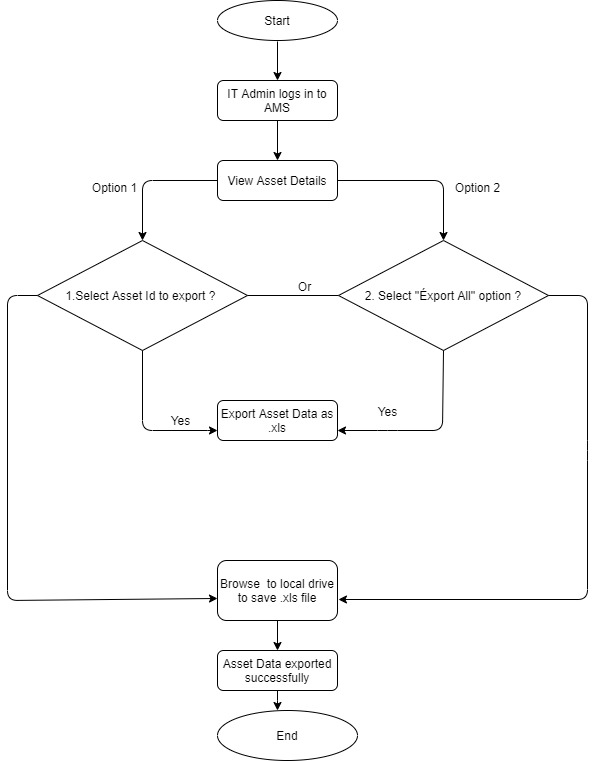 Start
IT Admin logs in to
AMS
Option 1
View Asset Details
Option 2
1.Select Asset Id to export ?
Or
2. Select "Éxport All" option ?
Yes
Export Asset Data as
.xls
Yes
Browse  to local drive
to save .xls file
Asset Data exported
successfully
End